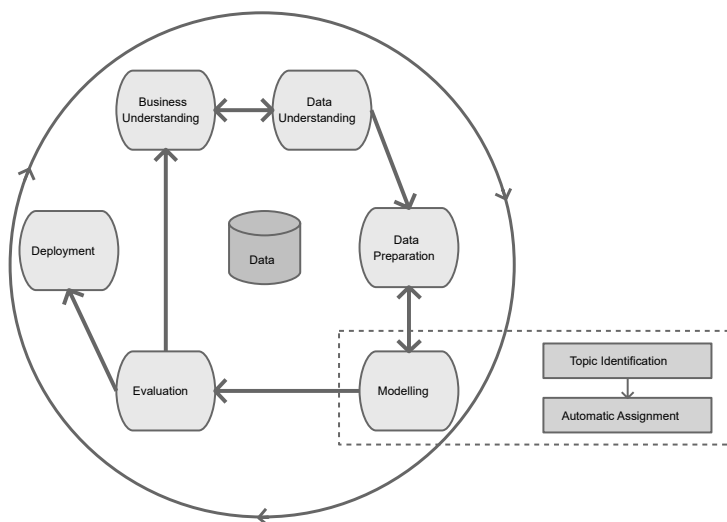 Business
Understanding
Data
Understanding
Deployment
Data
Data
Preparation
Evaluation
Modelling
Topic Identification
Automatic Assignment